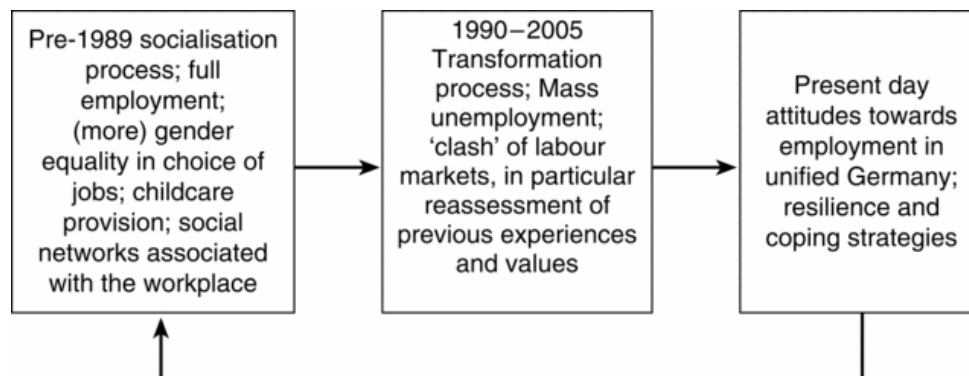 Pre-1989 socialisation
process; full
employment;
(more) gender
equality in choice of
jobs; childcare
provision; social
networks associated
with the workplace
1990–2005
Transformation
process; Mass
unemployment;
‘clash’ of labour
markets, in particular
reassessment of
previous experiences
and values
Present day
attitudes towards
employment in
unified Germany;
resilience and
coping strategies